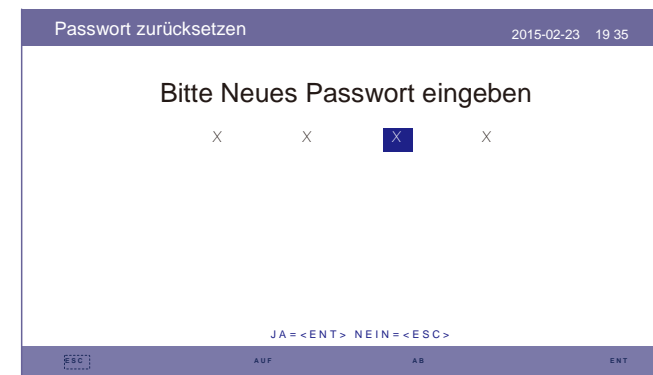 Passwort zurücksetzen 2015-02-23 19 35
Bitte Neues Passwort eingeben
X X X X
JA=<ENT> NEIN=<ESC>
ESC AUF AB ENT